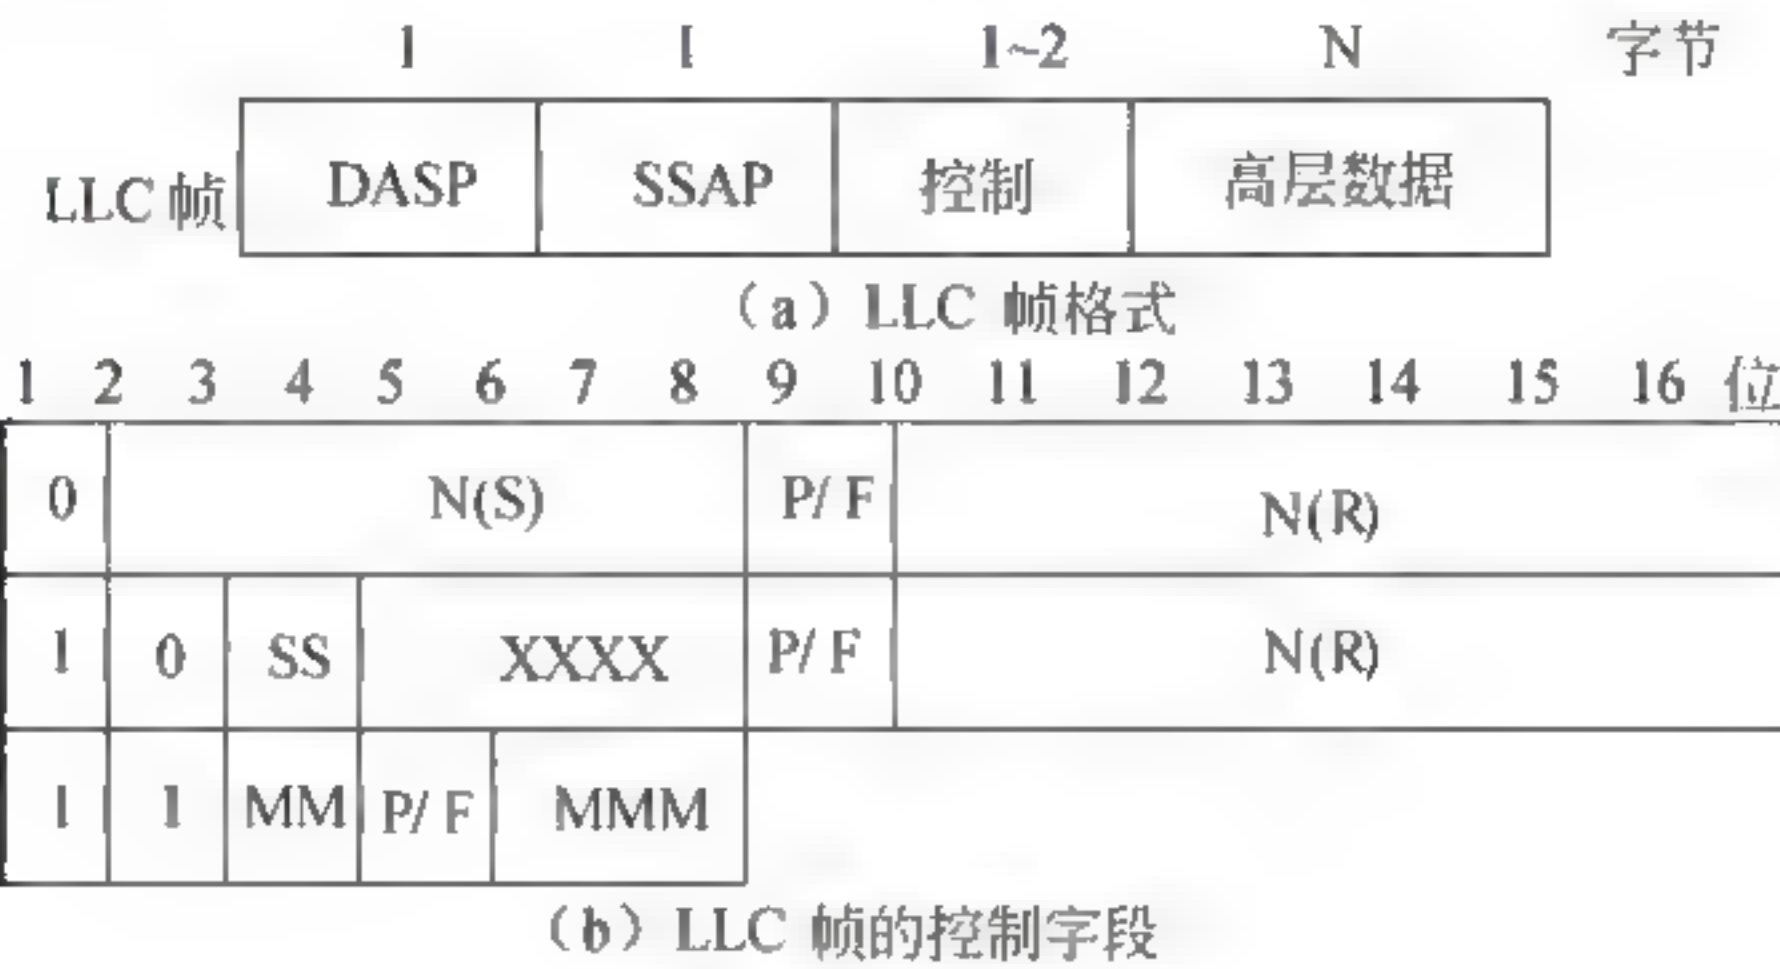 1 1 1~2 N 字节
LLC 帧 DASP SSAP 控制 高层数据
(a) LLC 帧格式
1 2 3 4 5 6 7 8 9 10 11 12 13 14 15 16 位
0 N(S) P/F N(R)
1 0 SS XXXX P/F N(R)
1 1 MM P/F MMM
(b) LLC 帧的控制字段